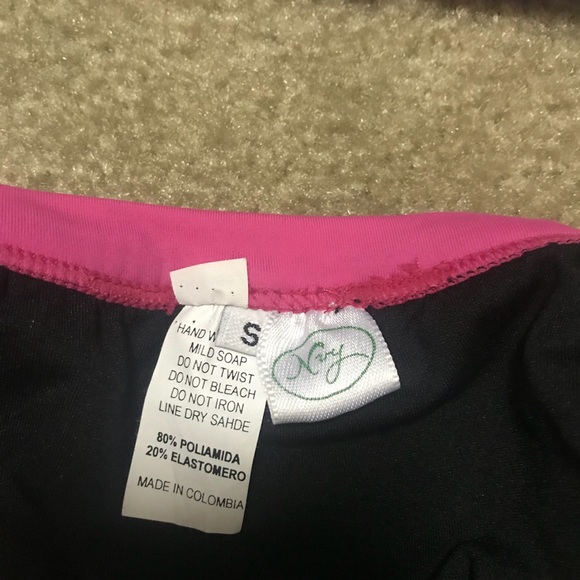 HAND W
MILD SOAP
DO NOT TWIST
DO NOT BLEACH
DO NOT IRON
LINE DRY SAHDE
80% POLIAMIDA
20% ELASTOMERO
MADE IN COLOMBIA
S